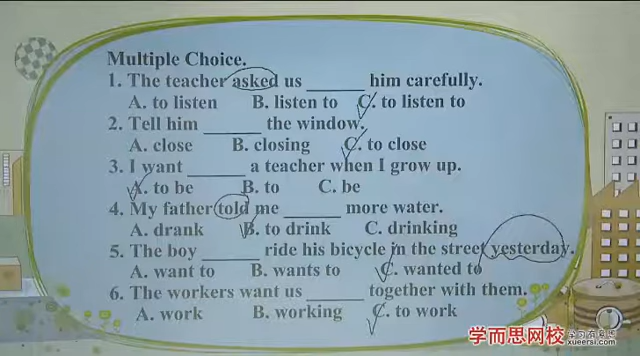 Multiple Choice.
1. The teacher asked us ______ him carefully.
A. to listen B. listen to C. to listen to
2. Tell him ______ the window.
A. close B. closing C. to close
3. I want ______ a teacher when I grow up.
A. to be B. to C. be
4. My father told me ______ more water.
A. drank B. to drink C. drinking
5. The boy ______ ride his bicycle in the street yesterday.
A. want to B. wants to C. wanted to
6. The workers want us ______ together with them.
A. work B. working C. to work
学而思网校
xueersi.com